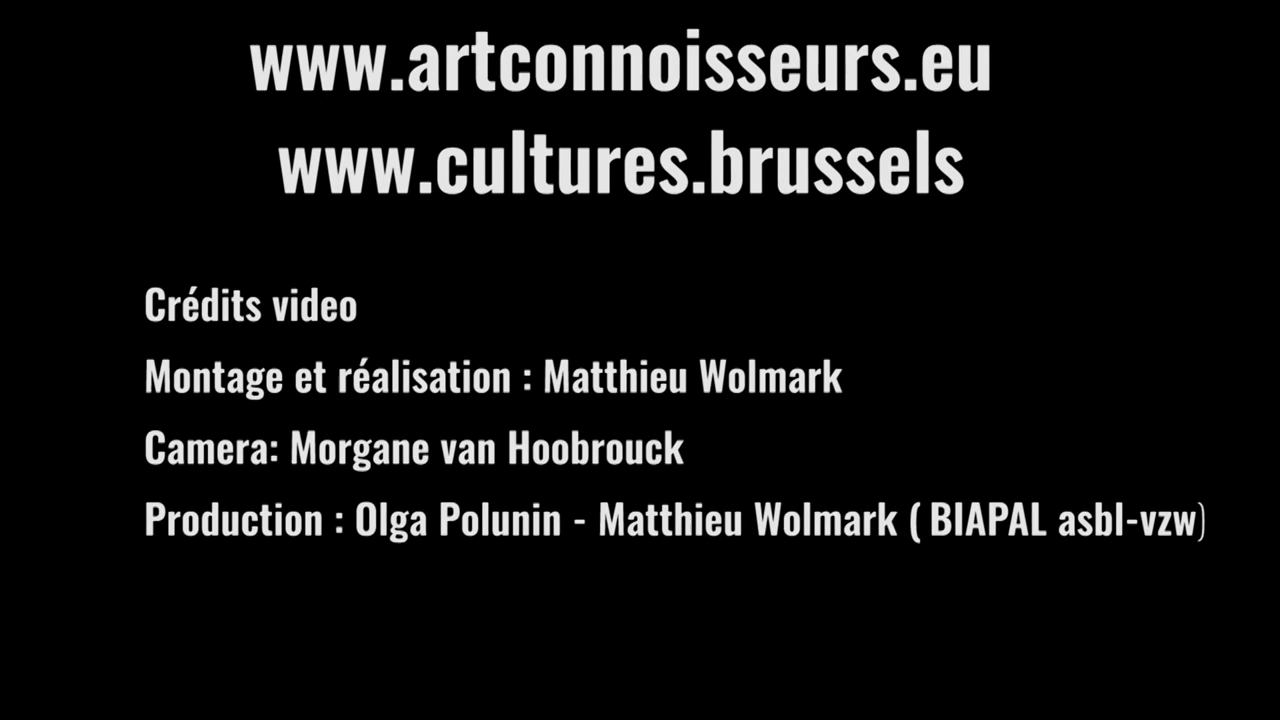 www.artconnoisseurs.eu
www.cultures.brussels
Crédits video
Montage et réalisation : Matthieu Wolmark
Camera: Morgane van Hoobrouck
Production : Olga Polunin - Matthieu Wolmark ( BIAPAL asbl-vzw)